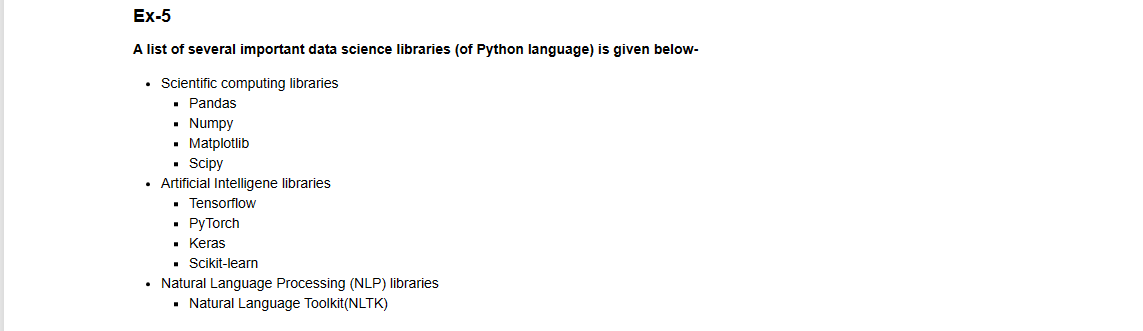 Ex-5
A list of several important data science libraries (of Python language) is given below-
Scientific computing libraries
Pandas
Numpy
Matplotlib
Scipy
Artificial Intelligene libraries
Tensorflow
PyTorch
Keras
Scikit-learn
Natural Language Processing (NLP) libraries
Natural Language Toolkit(NLTK)